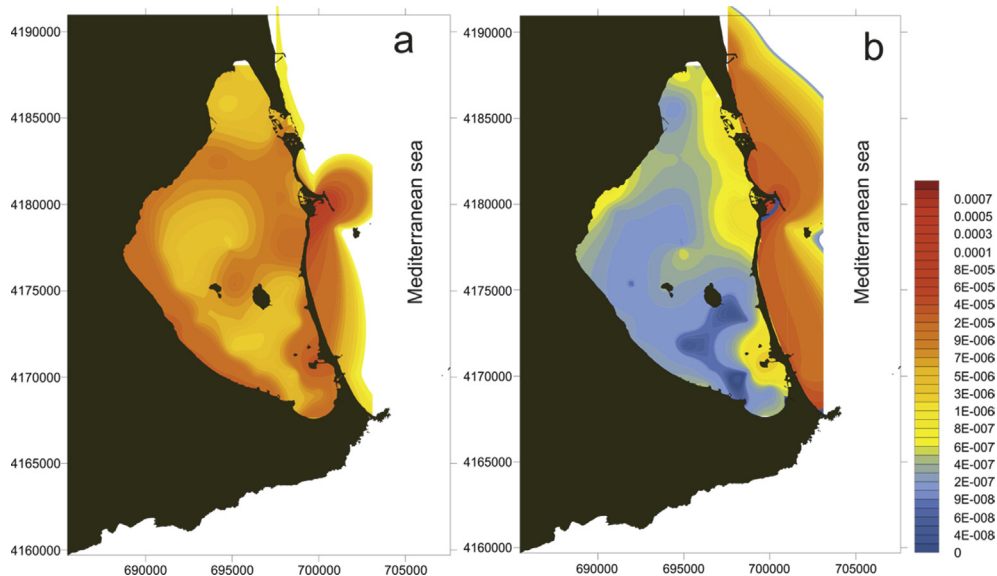 a
4190000
4185000
4180000
4175000
4170000
4165000
4160000
690000
695000
700000
705000
Mediterranean sea
b
4190000
4185000
4180000
4175000
4170000
4165000
4160000
690000
695000
700000
705000
Mediterranean sea
0.0007
0.0005
0.0003
0.0001
8E-005
6E-005
4E-005
2E-005
9E-006
7E-006
5E-006
3E-006
1E-006
8E-007
6E-007
4E-007
2E-007
9E-008
6E-008
4E-008
0